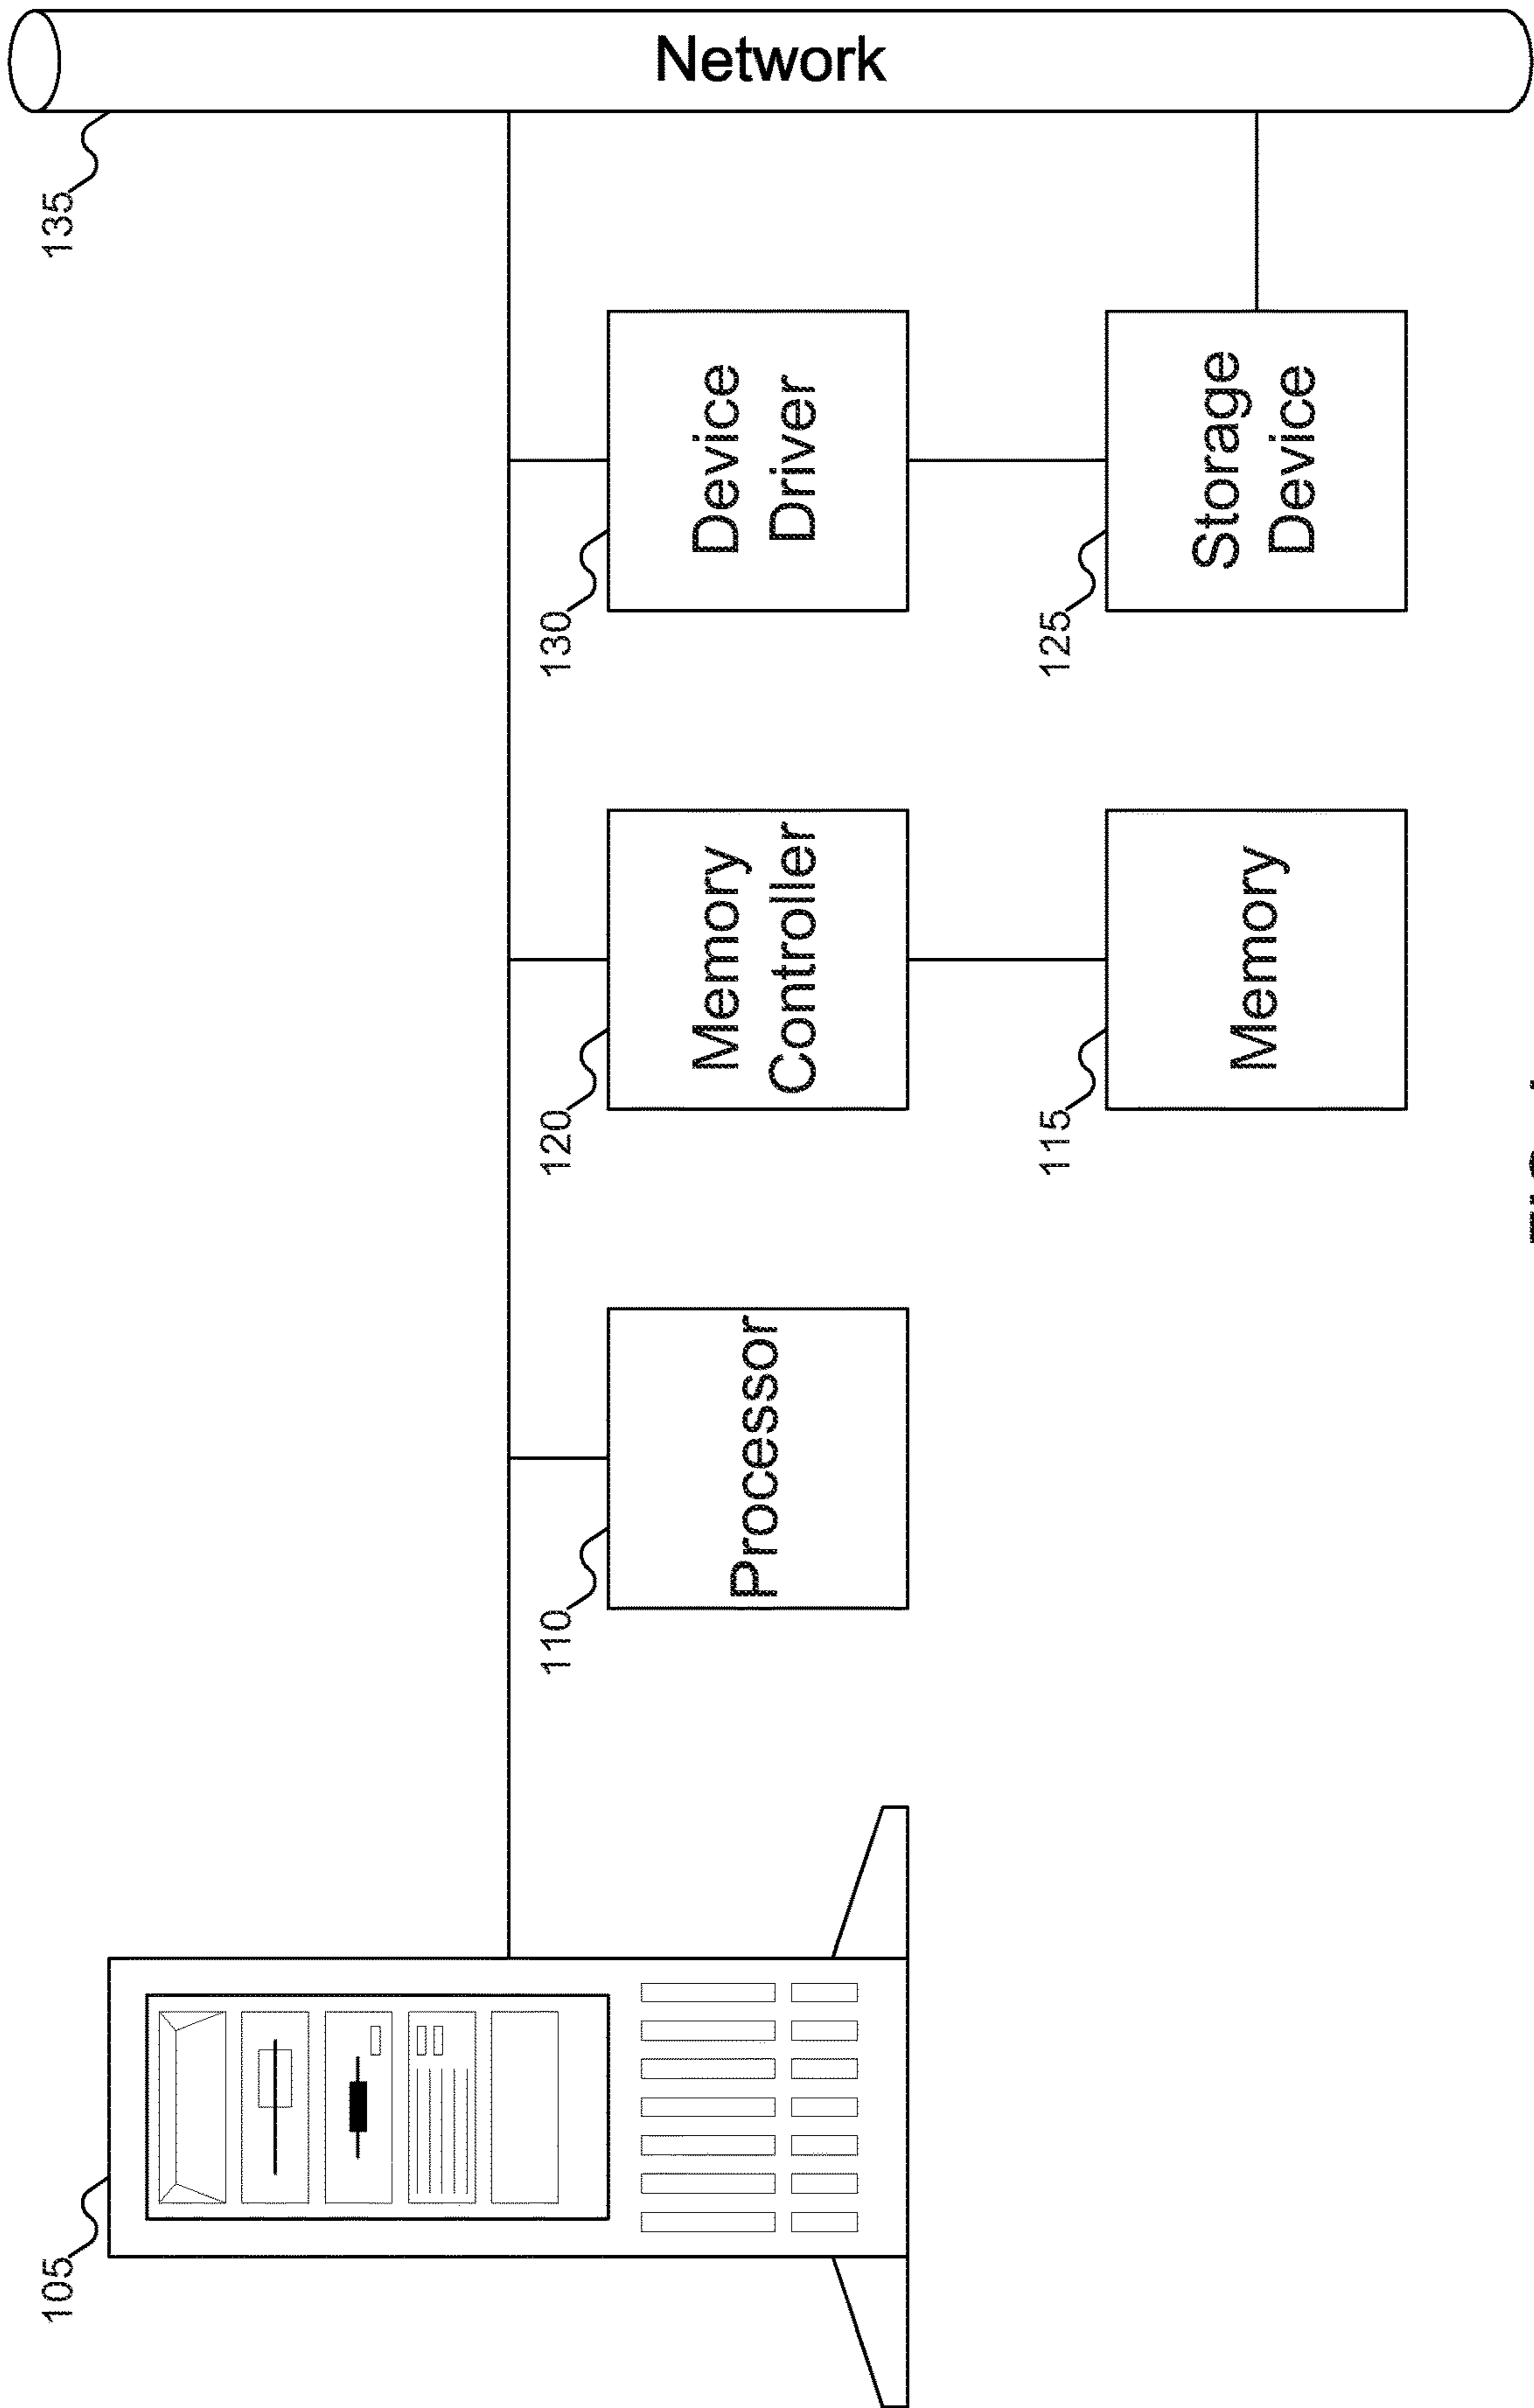 105
135
Network
110
Processor
120
Memory
Controller
130
Device
Driver
115
Memory
125
Storage
Device